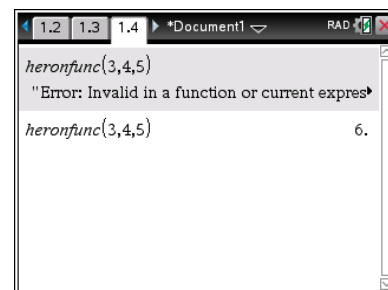 1.2 1.3 1.4 *Document1 RAD
heronfunc(3,4,5)
"Error: Invalid in a function or current expres
heronfunc(3,4,5) 6.